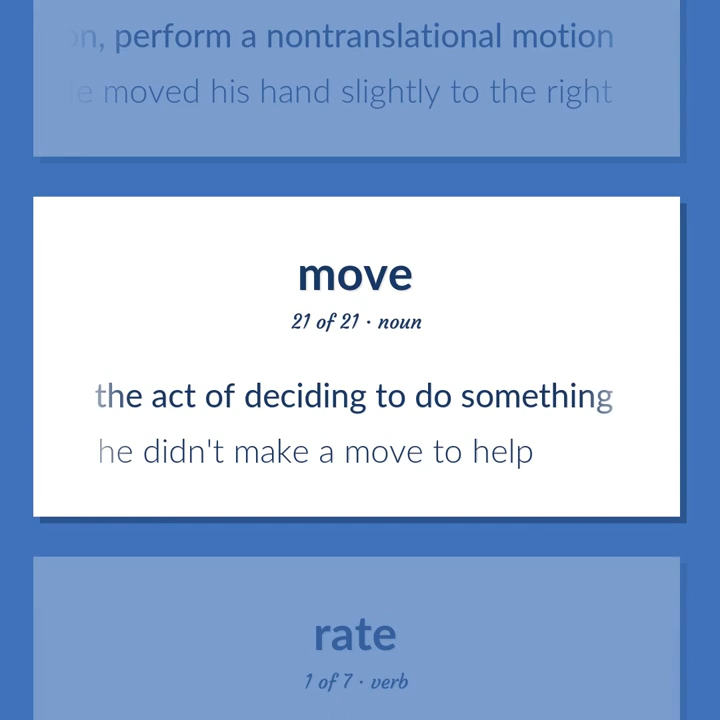 perform a nontranslational motion
moved his hand slightly to the right
move
21 of 21 · noun
the act of deciding to do something
he didn't make a move to help
rate
1 of 7 · verb